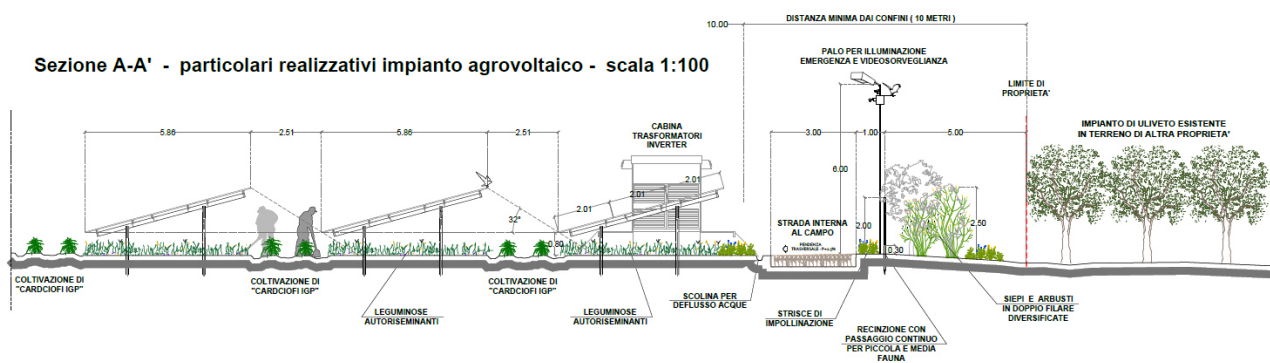 10.00
DISTANZA MINIMA DAI CONFINI ( 10 METRI )
Sezione A-A' - particolari realizzativi impianto agrovoltaico - scala 1:100
PALO PER ILLUMINAZIONE
EMERGENZA E VIDEOSORVEGLIANZA
LIMITE DI
PROPRIETA'
CABINA
TRASFORMATORI
INVERTER
IMPIANTO DI ULIVETO ESISTENTE
IN TERRENO DI ALTRA PROPRIETA'
5.86
2.51
5.86
2.51
3.00
1.00
5.00
6.00
2.01
2.01
2.01
32°
0.80
2.00
2.50
0.30
STRADA INTERNA
AL CAMPO
PENDENZA
COLTIVAZIONE DI
"CARDCIOFI IGP"
COLTIVAZIONE DI
"CARDCIOFI IGP"
COLTIVAZIONE DI
"CARDCIOFI IGP"
LEGUMINOSE
AUTORISEMINANTI
LEGUMINOSE
AUTORISEMINANTI
SCOLINA PER
DEFLUSSO ACQUE
STRISCE DI
IMPOLLINAZIONE
RECINZIONE CON
PASSAGGIO CONTINUO
PER PICCOLA E MEDIA
FAUNA
SIEPI E ARBUSTI
IN DOPPIO FILARE
DIVERSIFICATE